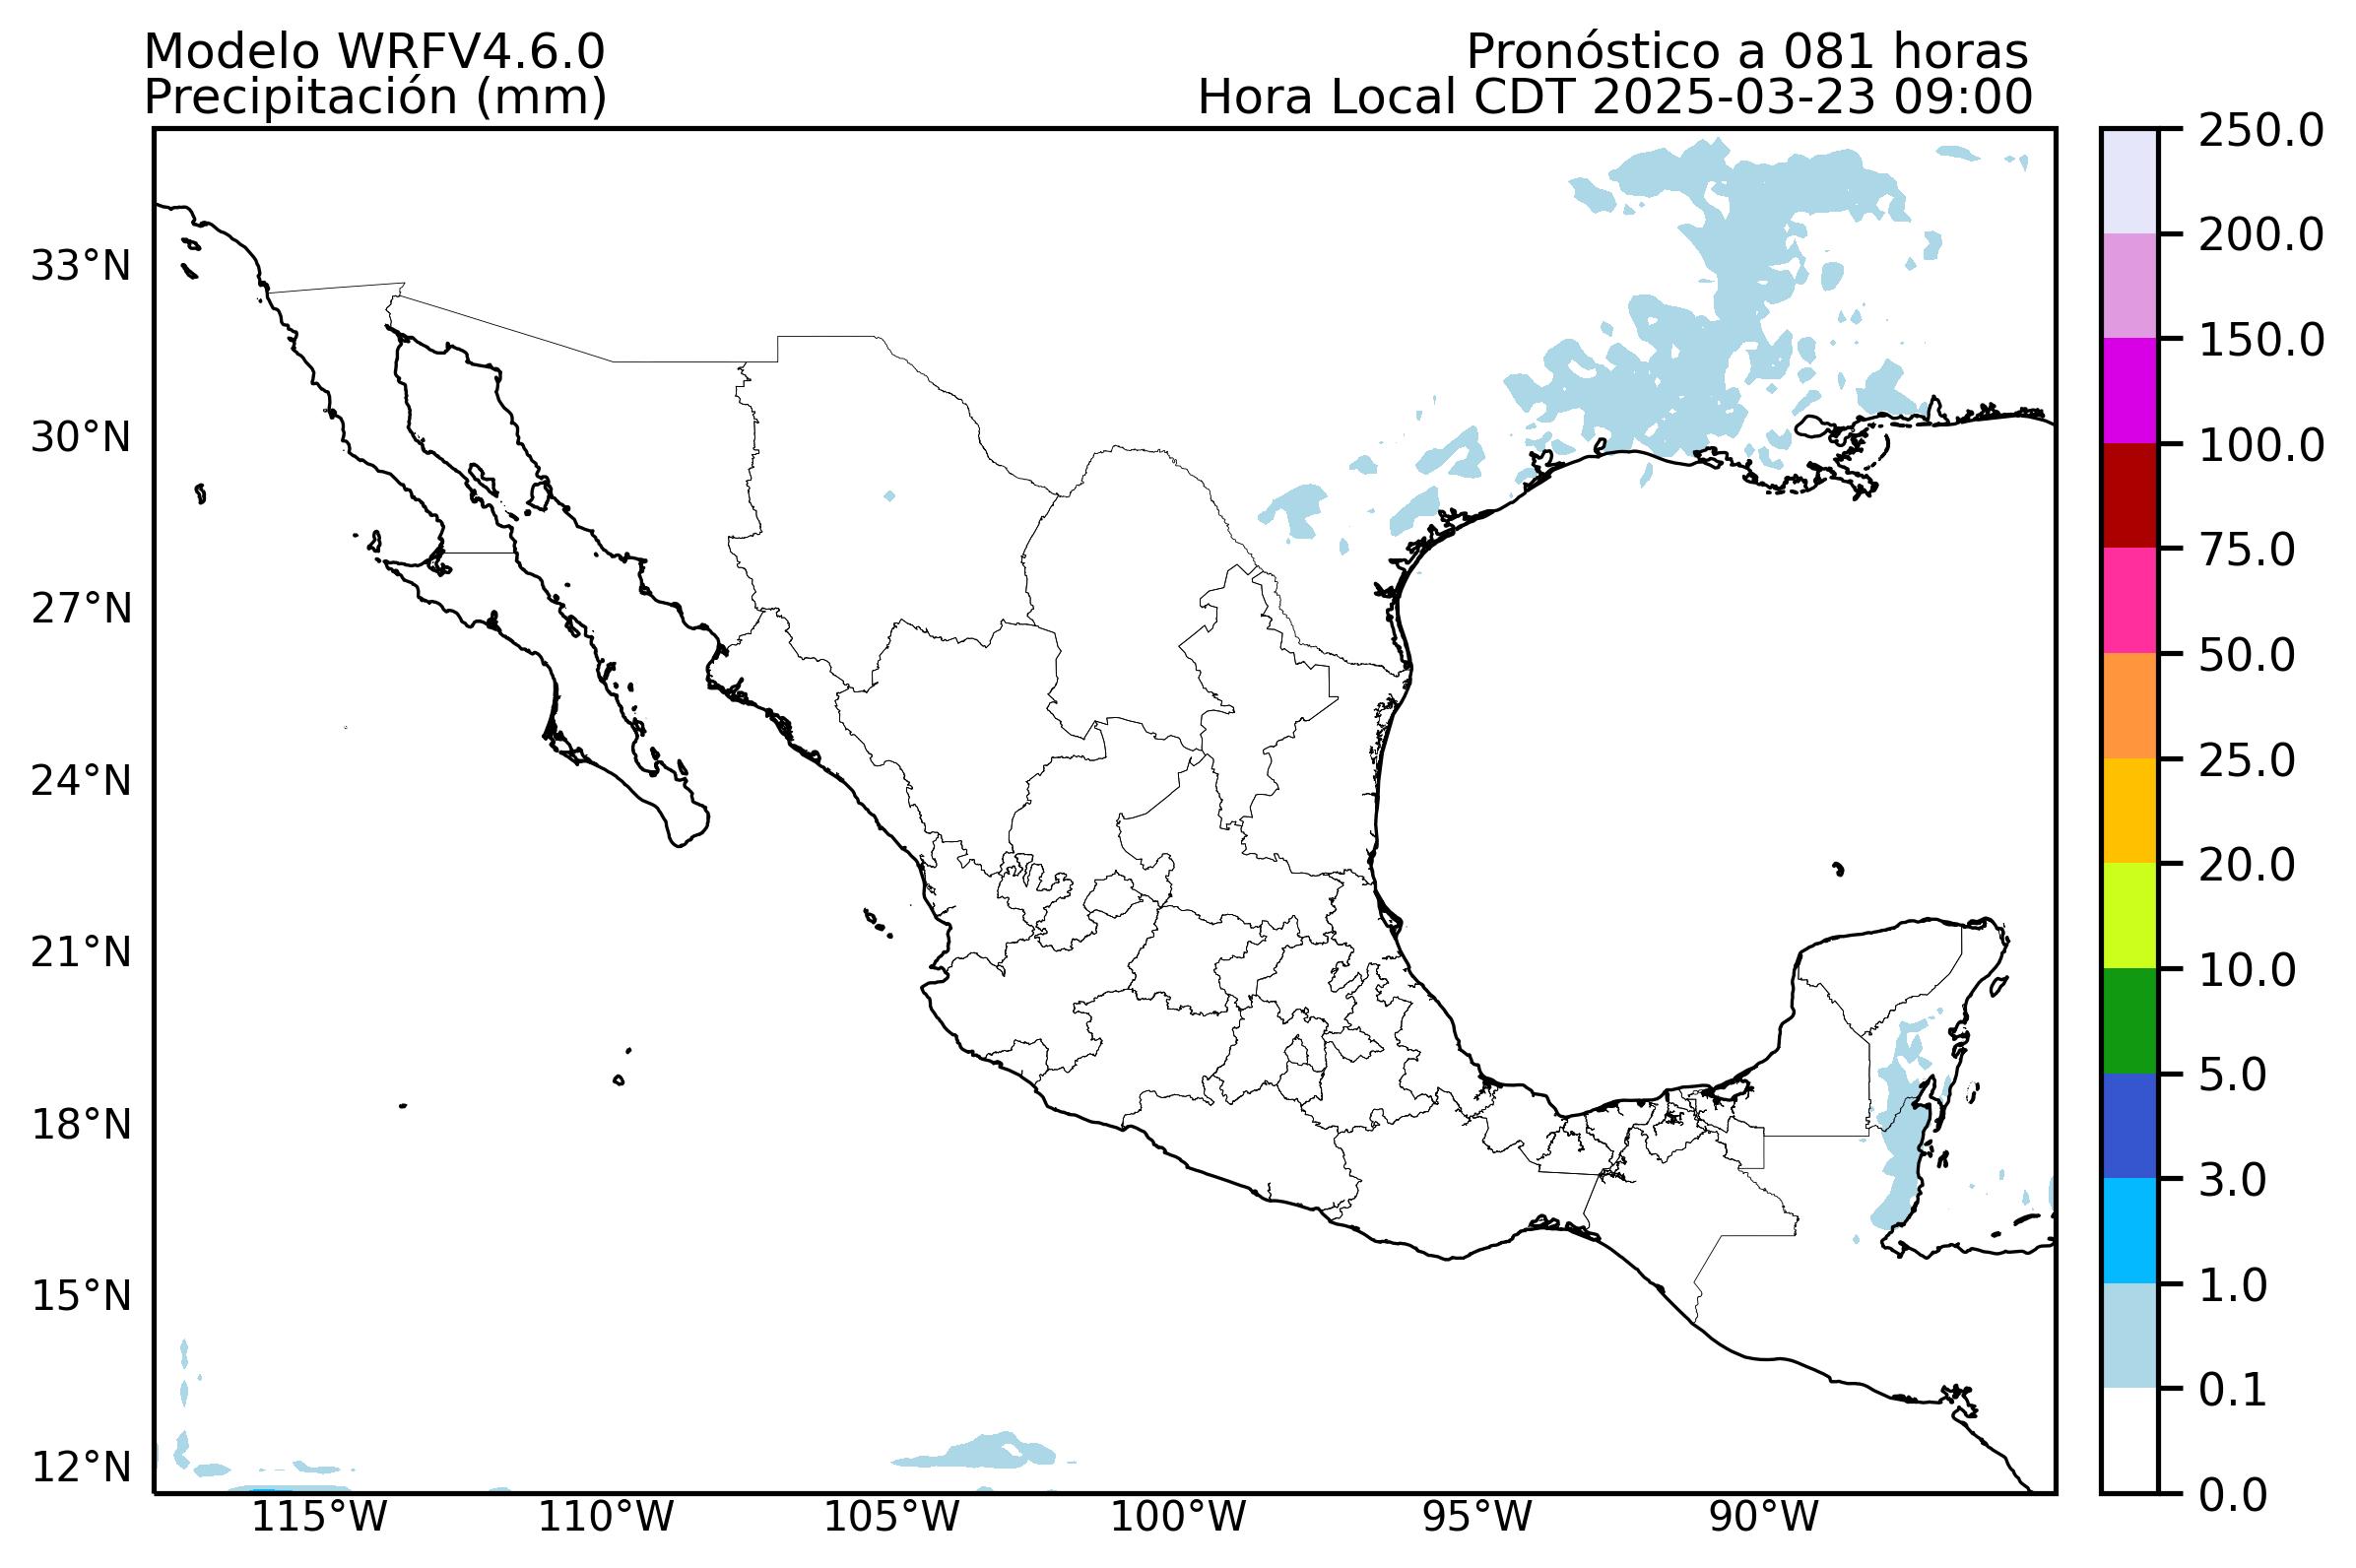 Modelo WRFV4.6.0
Precipitación (mm)
Pronóstico a 081 horas
Hora Local CDT 2025-03-23 09:00
33°N
30°N
27°N
24°N
21°N
18°N
15°N
12°N
115°W
110°W
105°W
100°W
95°W
90°W
250.0
200.0
150.0
100.0
75.0
50.0
25.0
20.0
10.0
5.0
3.0
1.0
0.1
0.0